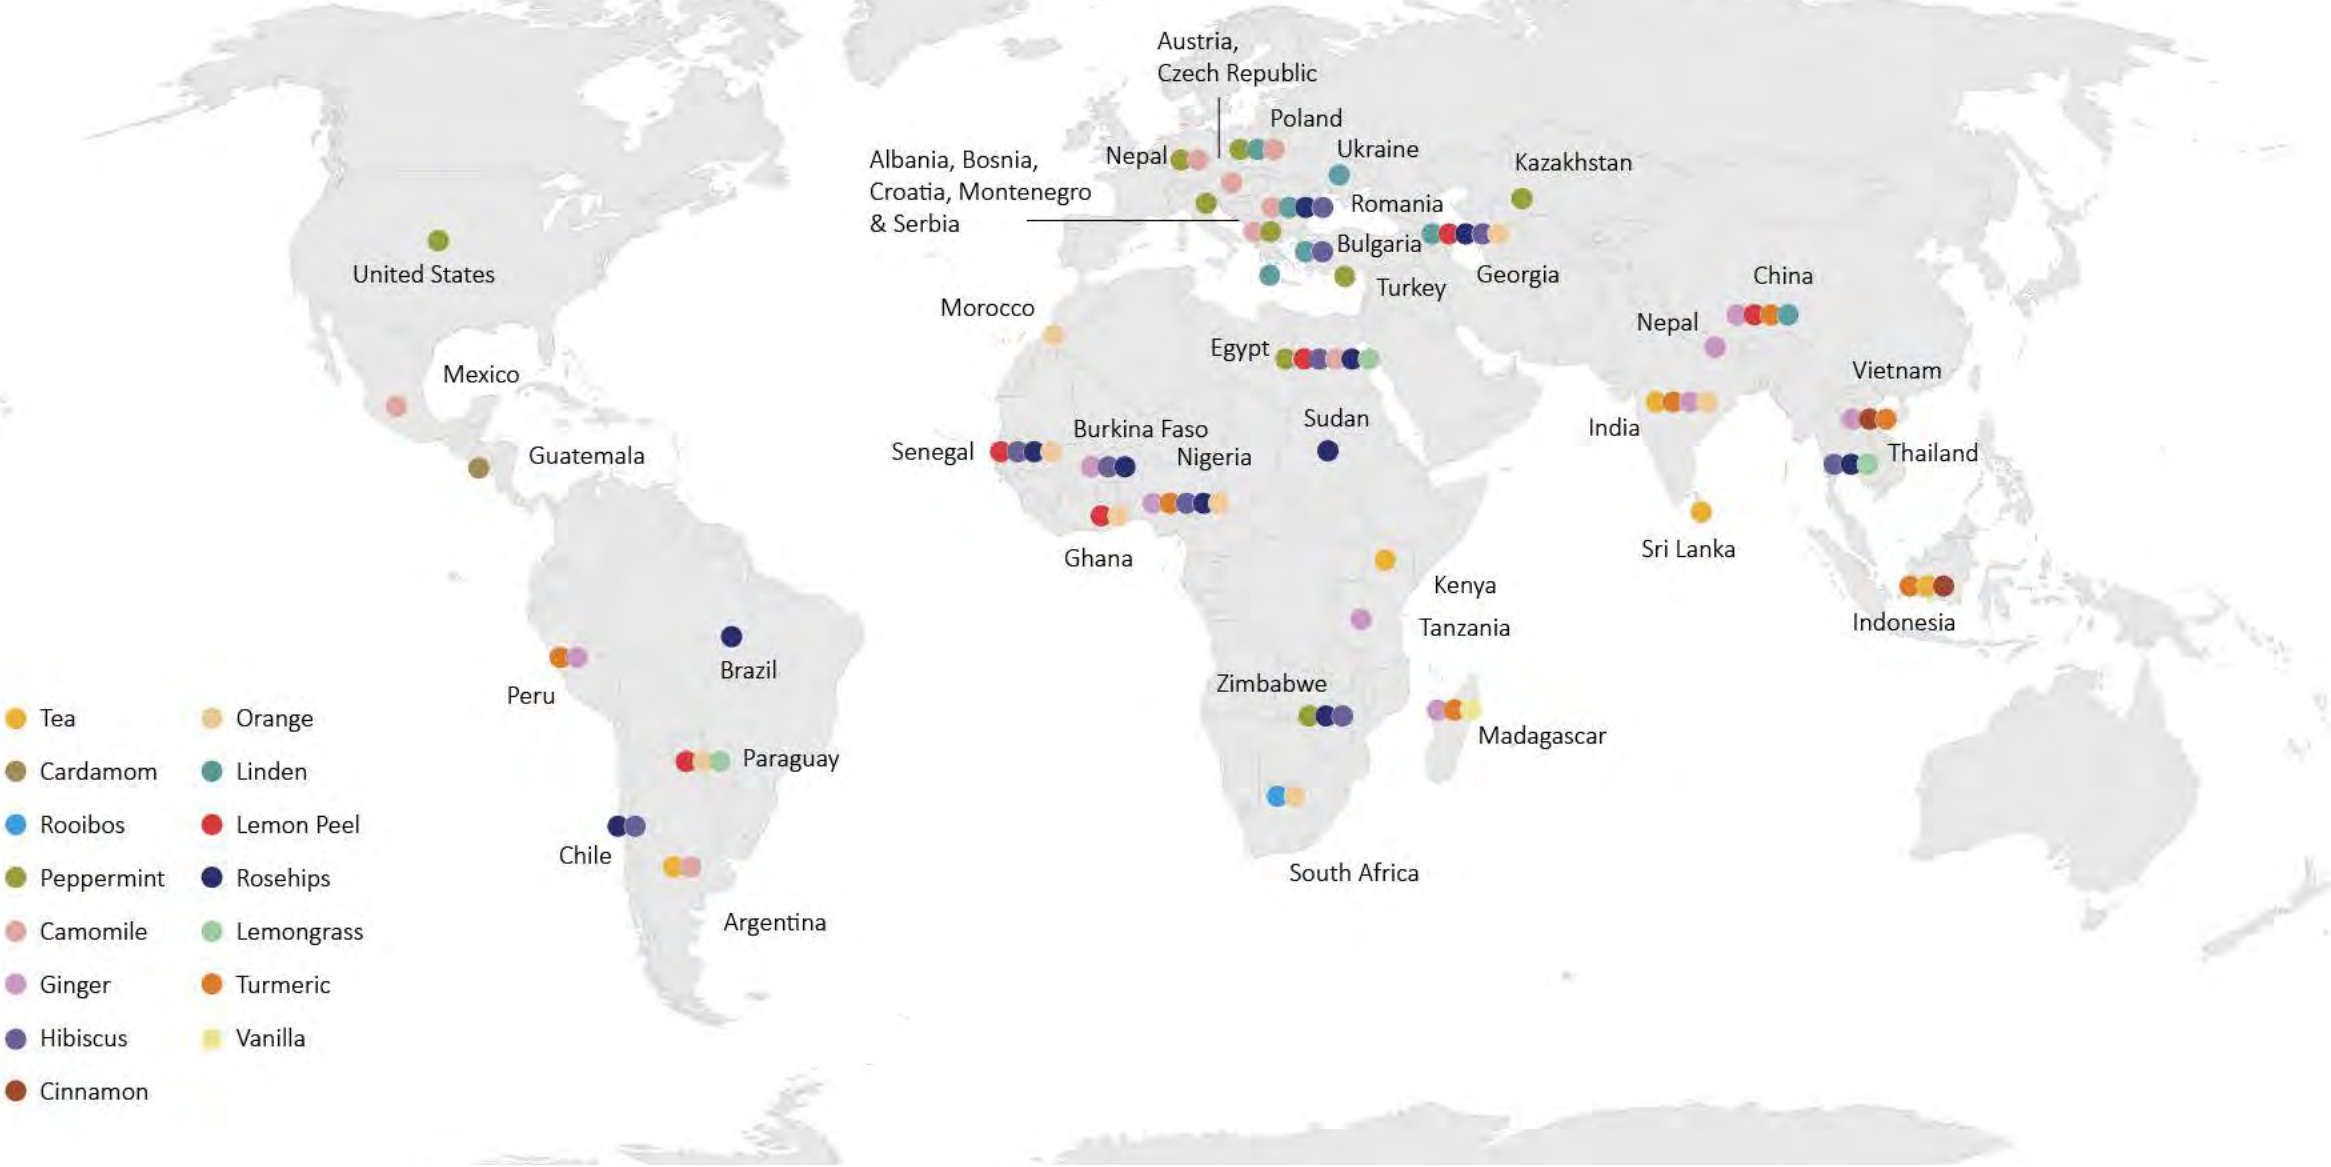 Austria,
Czech Republic
Poland
Ukraine
Nepal
Kazakhstan
Albania, Bosnia,
Croatia, Montenegro
& Serbia
Romania
Bulgaria
Georgia
Turkey
United States
Morocco
China
Nepal
Egypt
Mexico
Vietnam
Guatemala
Senegal
Burkina Faso
Nigeria
Sudan
India
Thailand
Ghana
Sri Lanka
Kenya
Tanzania
Indonesia
Peru
Brazil
Zimbabwe
Madagascar
Paraguay
Chile
Argentina
South Africa
Tea
Cardamom
Rooibos
Peppermint
Camomile
Ginger
Hibiscus
Cinnamon
Orange
Linden
Lemon Peel
Rosehips
Lemongrass
Turmeric
Vanilla